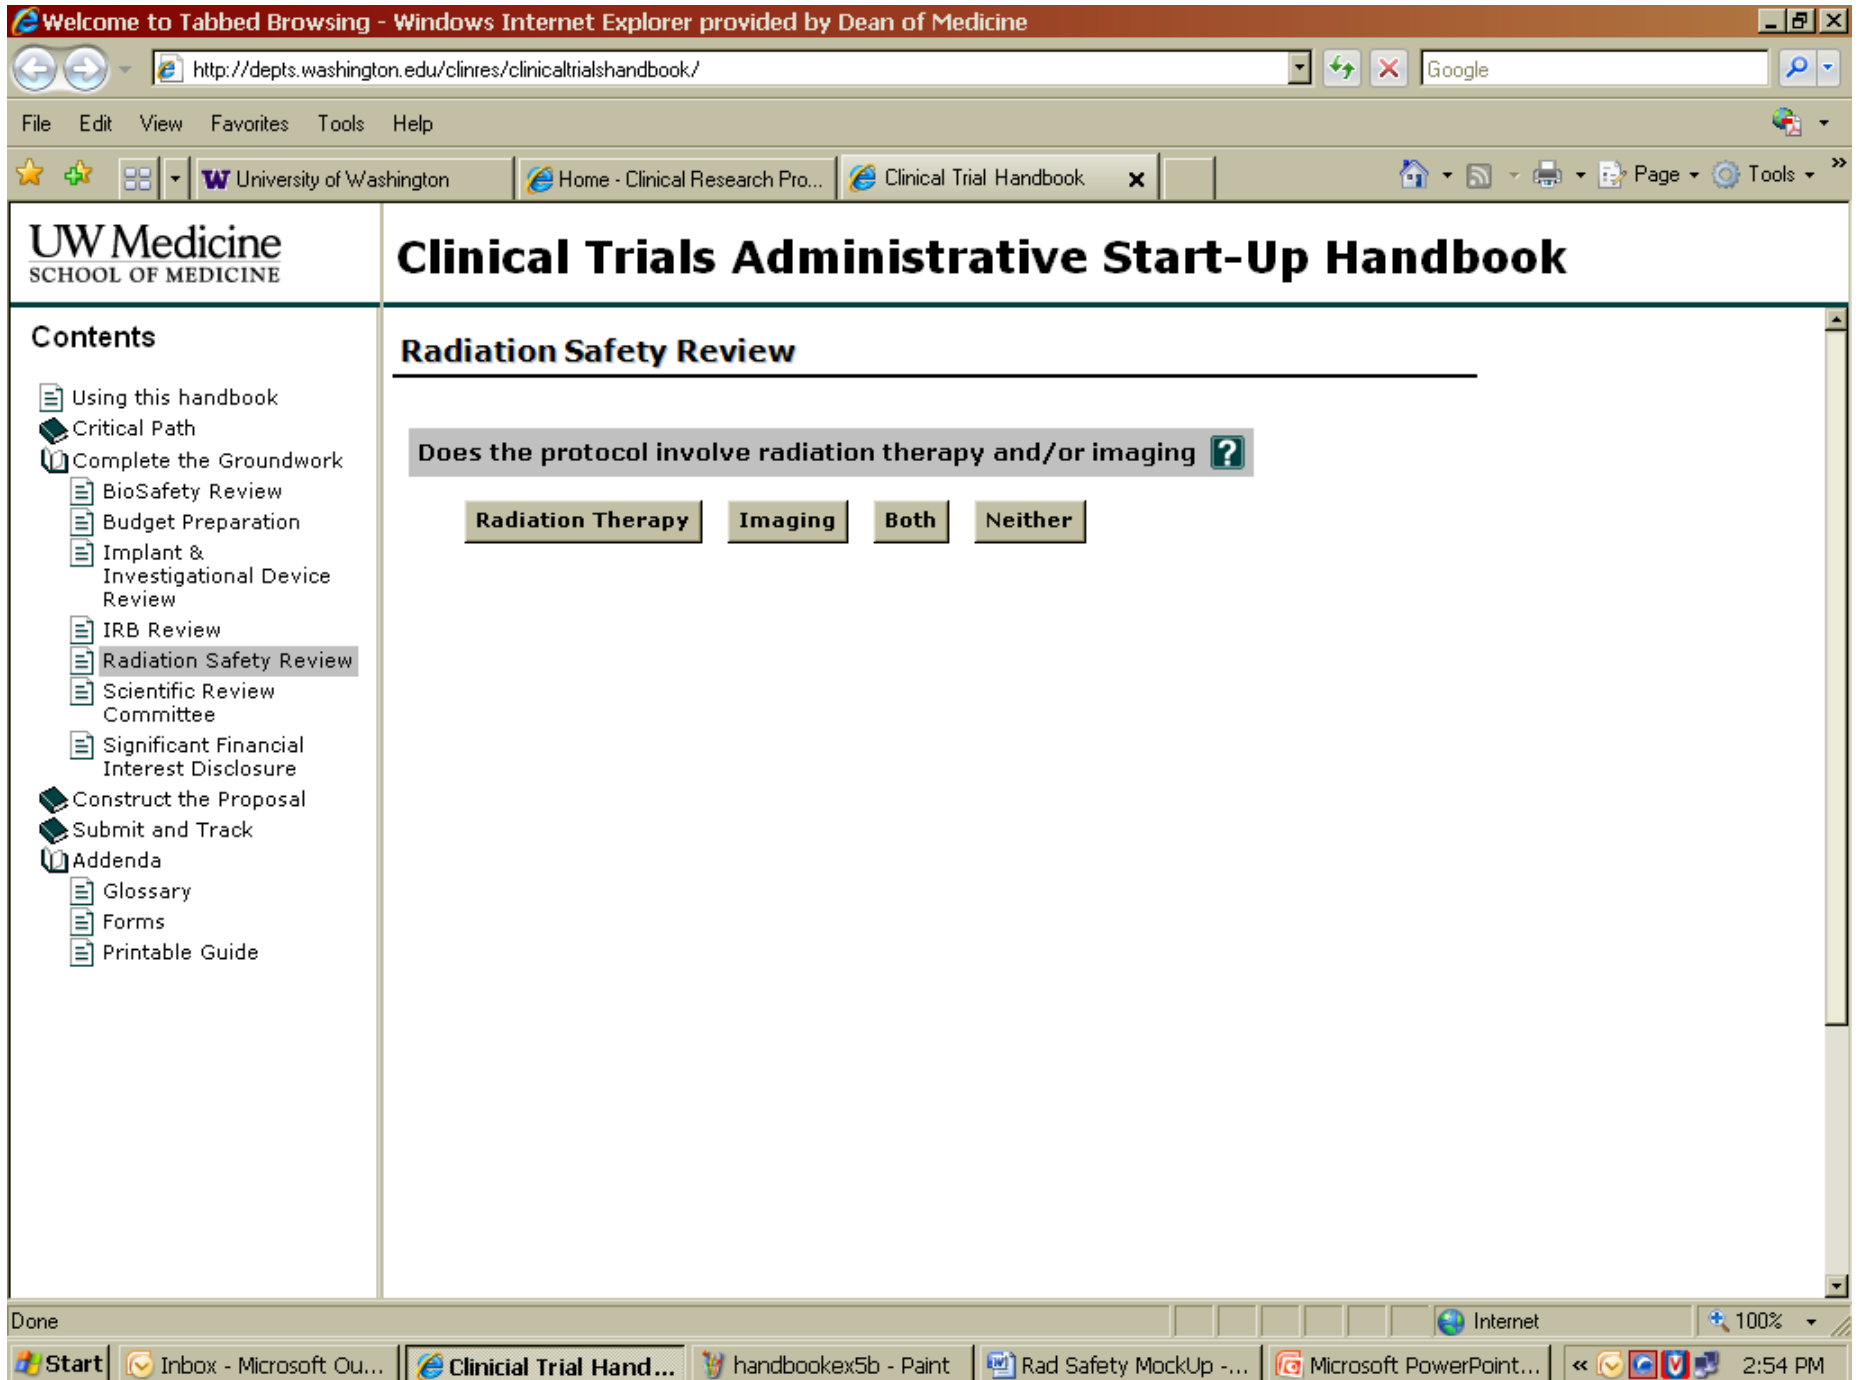 Welcome to Tabbed Browsing - Windows Internet Explorer provided by Dean of Medicine
http://depts.washington.edu/clinres/clinicaltrialshandbook/
Google
File Edit View Favorites Tools Help
W University of Washington
Home - Clinical Research Pro...
Clinical Trial Handbook
Page
Tools
UW Medicine
SCHOOL OF MEDICINE
Clinical Trials Administrative Start-Up Handbook
Contents
Using this handbook
Critical Path
Complete the Groundwork
BioSafety Review
Budget Preparation
Implant &
Investigational Device
Review
IRB Review
Radiation Safety Review
Scientific Review
Committee
Significant Financial
Interest Disclosure
Construct the Proposal
Submit and Track
Addenda
Glossary
Forms
Printable Guide
Radiation Safety Review
Does the protocol involve radiation therapy and/or imaging ?
Radiation Therapy Imaging Both Neither
Done Internet 100%
Start Inbox - Microsoft Ou... Clinicial Trial Hand... handbookex5b - Paint Rad Safety MockUp -... Microsoft PowerPoint... « 2:54 PM